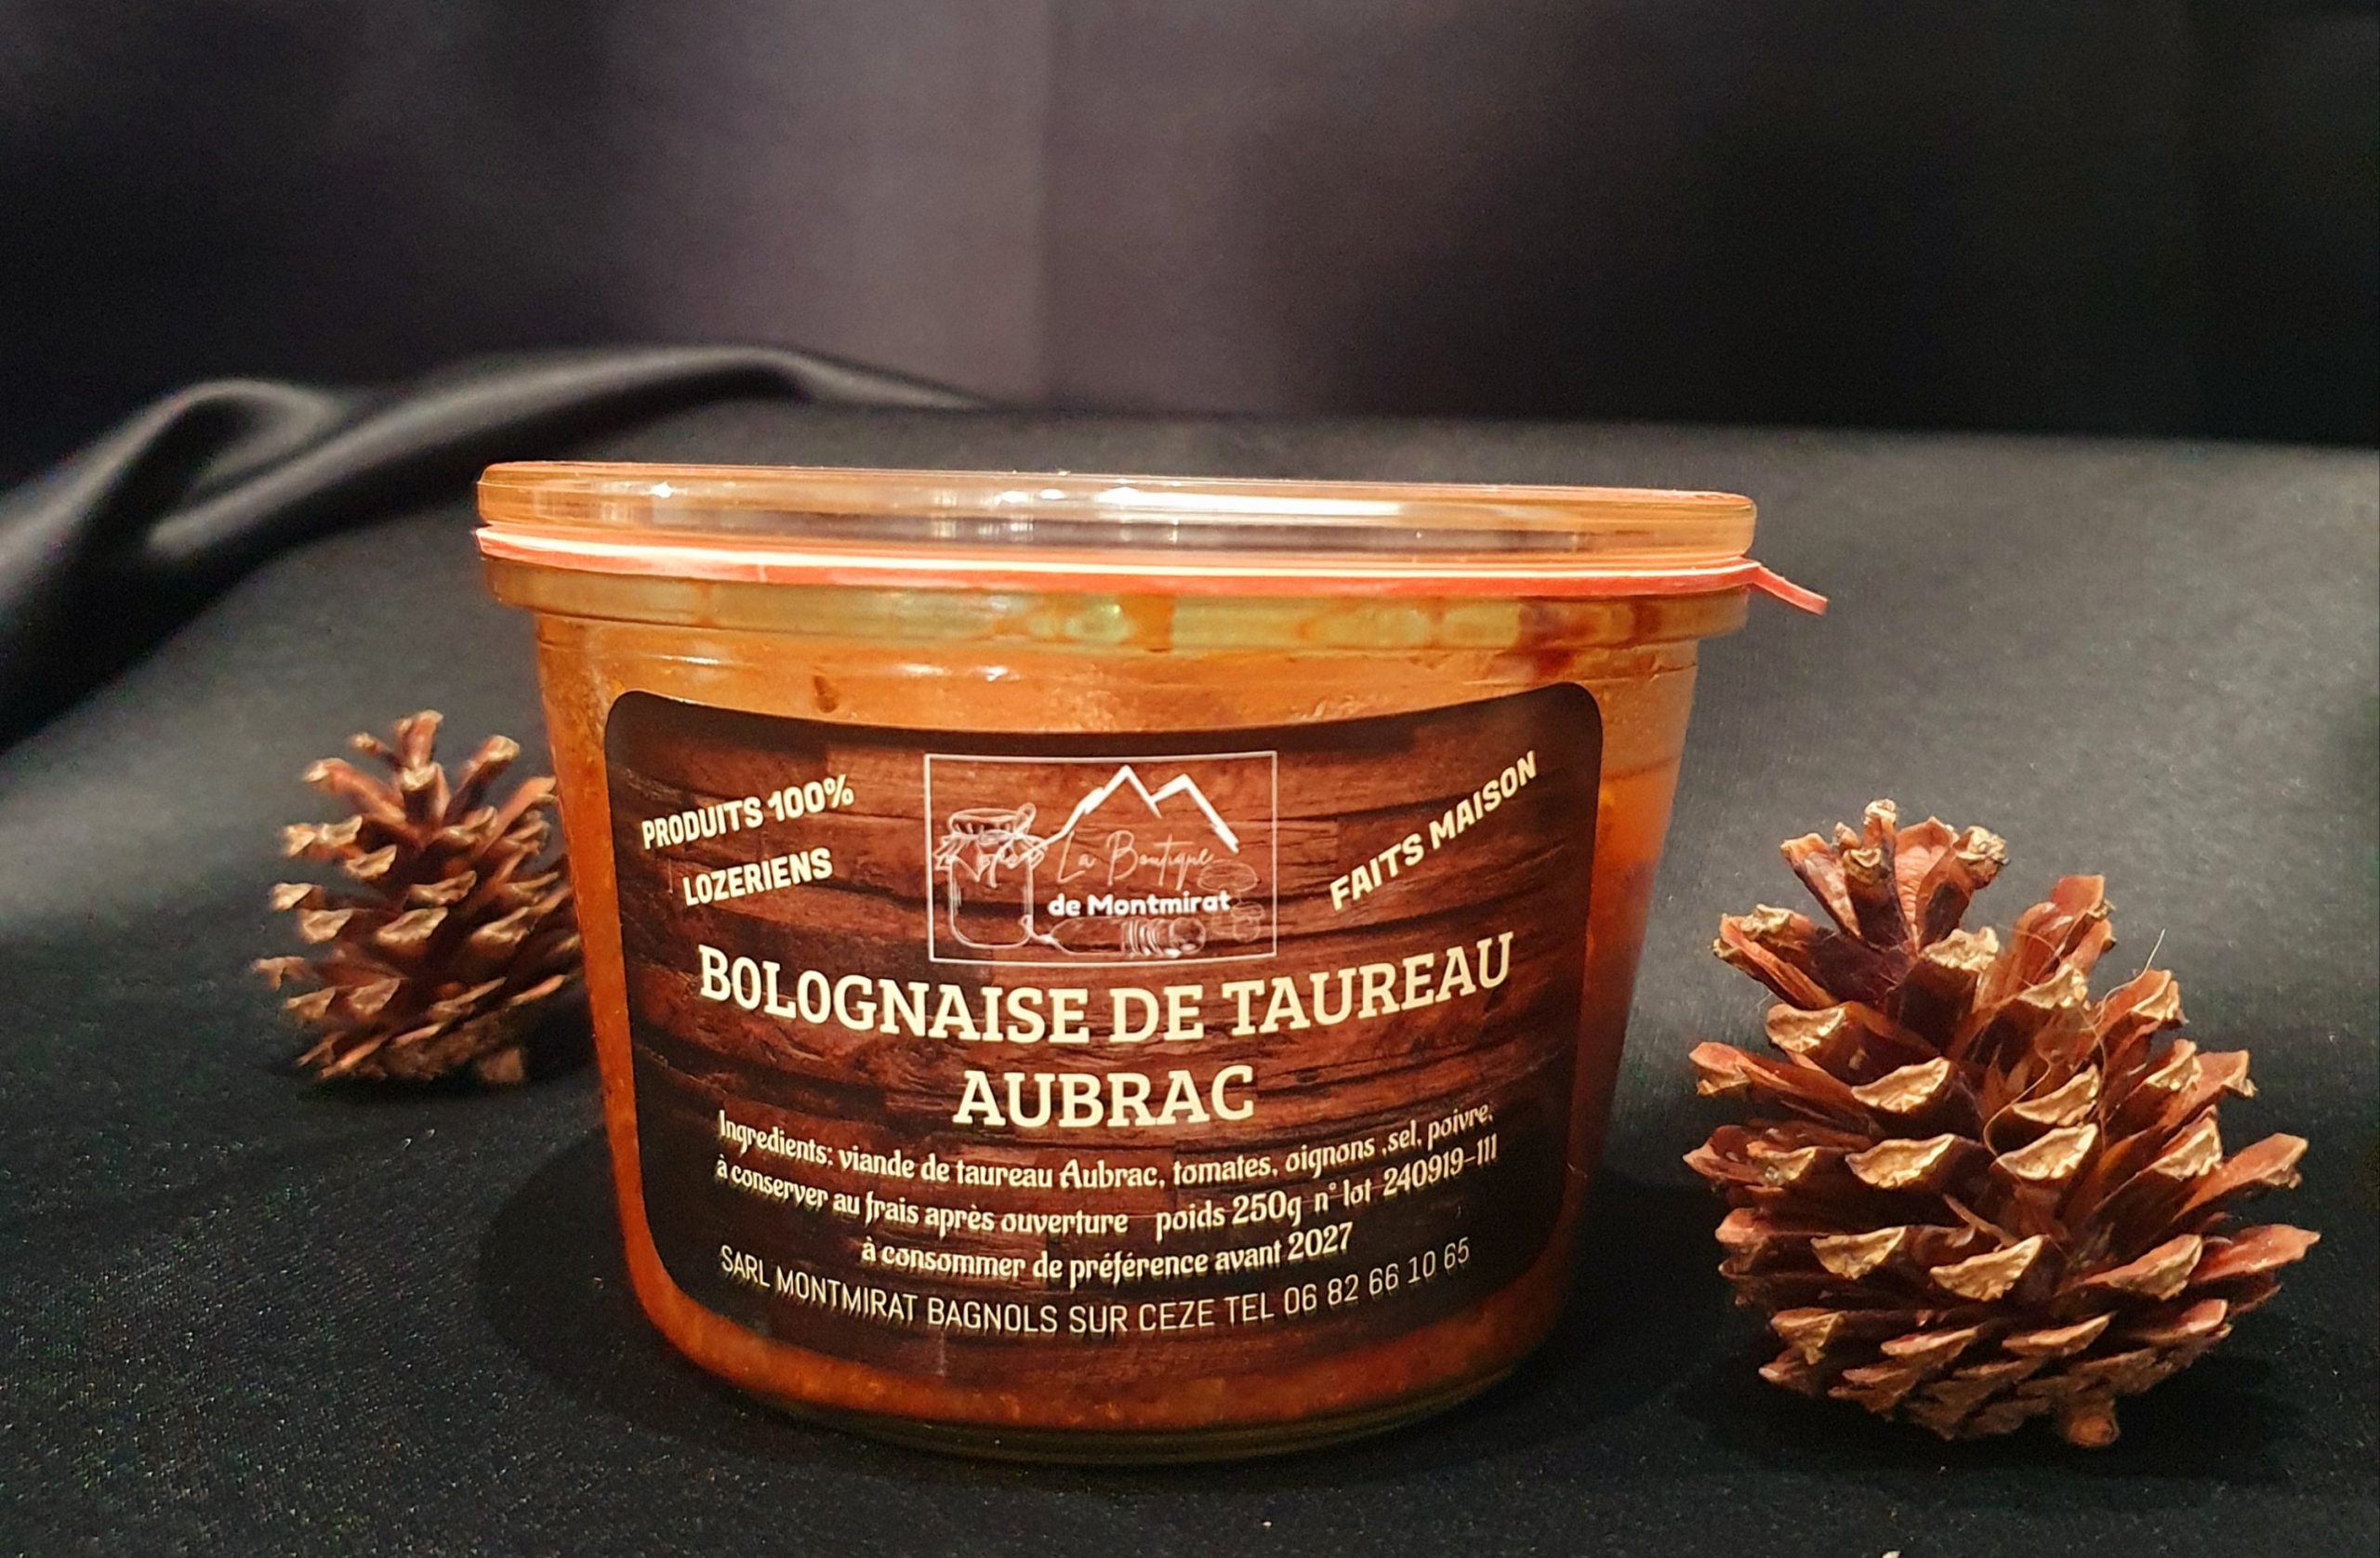 PRODUITS 100%
LOZERIENS
La Boutique
de Montmirat
FAITS MAISON
BOLOGNAISE DE TAUREAU
AUBRAC
Ingredients: viande de taureau Aubrac, tomates, oignons ,sel, poivre,
à conserver au frais après ouverture poids 250g n° lot 240919-111
à consommer de préférence avant 2027
SARL MONTMIRAT BAGNOLS SUR CEZE TEL 06 82 66 10 65